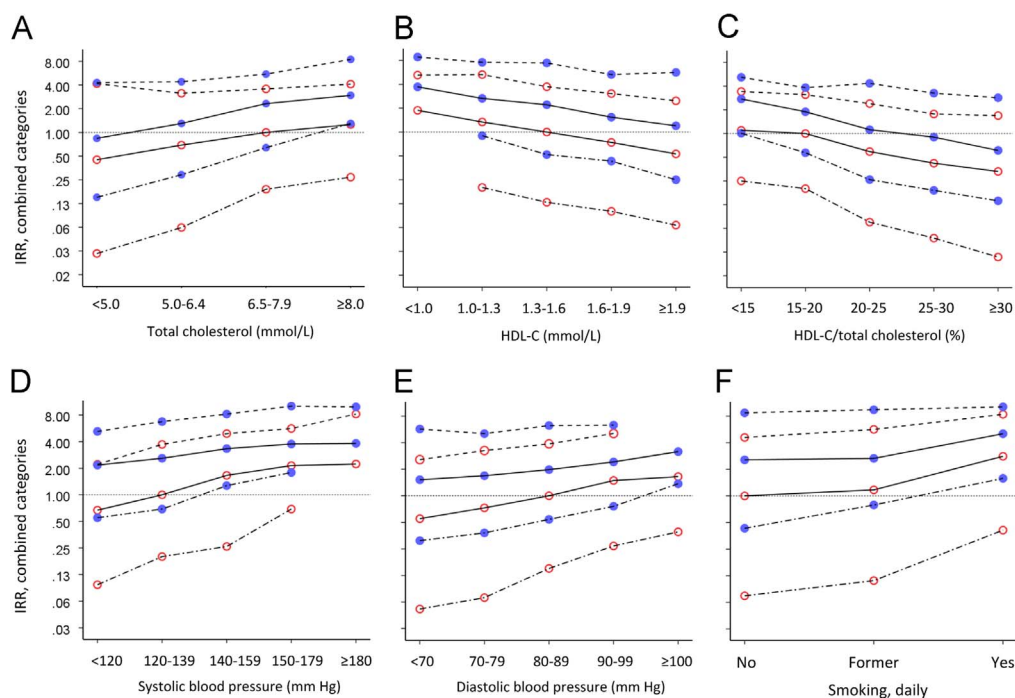 A
B
C
IRR, combined categories
8.00
4.00
2.00
1.00
.50
.25
.13
.06
.03
.02
<5.0 5.0-6.4 6.5-7.9 ≥8.0
Total cholesterol (mmol/L)
<1.0 1.0-1.3 1.3-1.6 1.6-1.9 ≥1.9
HDL-C (mmol/L)
<15 15-20 20-25 25-30 ≥30
HDL-C/total cholesterol (%)
D
E
F
IRR, combined categories
8.00
4.00
2.00
1.00
.50
.25
.13
.06
.03
<120 120-139 140-159 150-179 ≥180
Systolic blood pressure (mm Hg)
<70 70-79 80-89 90-99 ≥100
Diastolic blood pressure (mm Hg)
No Former Yes
Smoking, daily